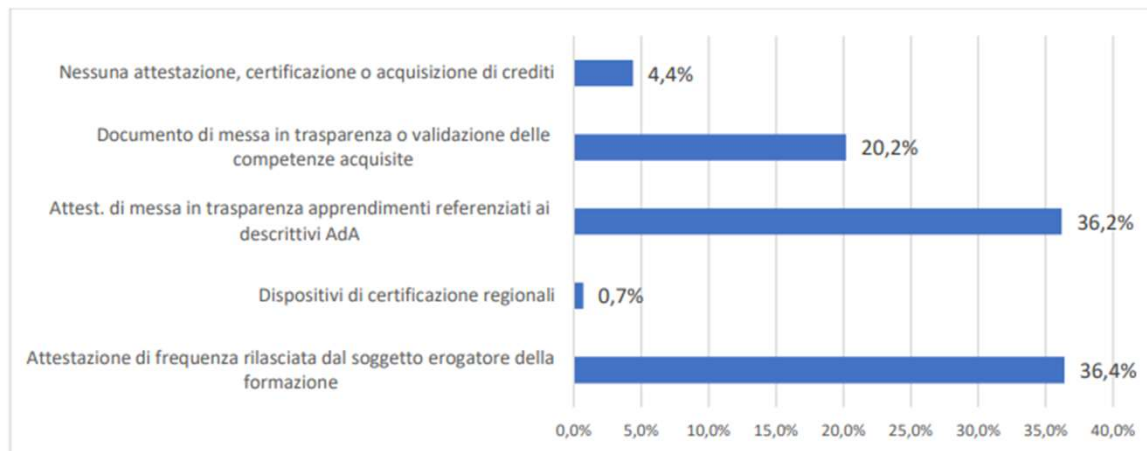 Nessuna attestazione, certificazione o acquisizione di crediti
4,4%
Documento di messa in trasparenza o validazione delle
competenze acquisite
20,2%
Attest. di messa in trasparenza apprendimenti referenziati ai
descrittivi AdA
36,2%
Dispositivi di certificazione regionali
0,7%
Attestazione di frequenza rilasciata dal soggetto erogatore della
formazione
36,4%
0,0% 5,0% 10,0% 15,0% 20,0% 25,0% 30,0% 35,0% 40,0%